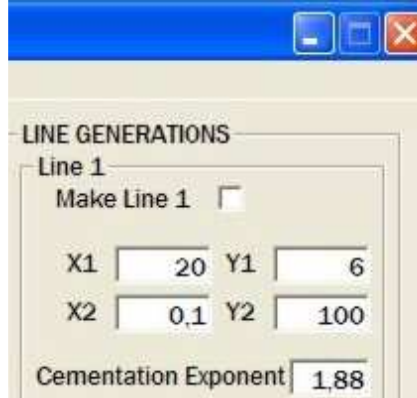 LINE GENERATIONS
Line 1
Make Line 1
X1 20 Y1 6
X2 0,1 Y2 100
Cementation Exponent 1,88